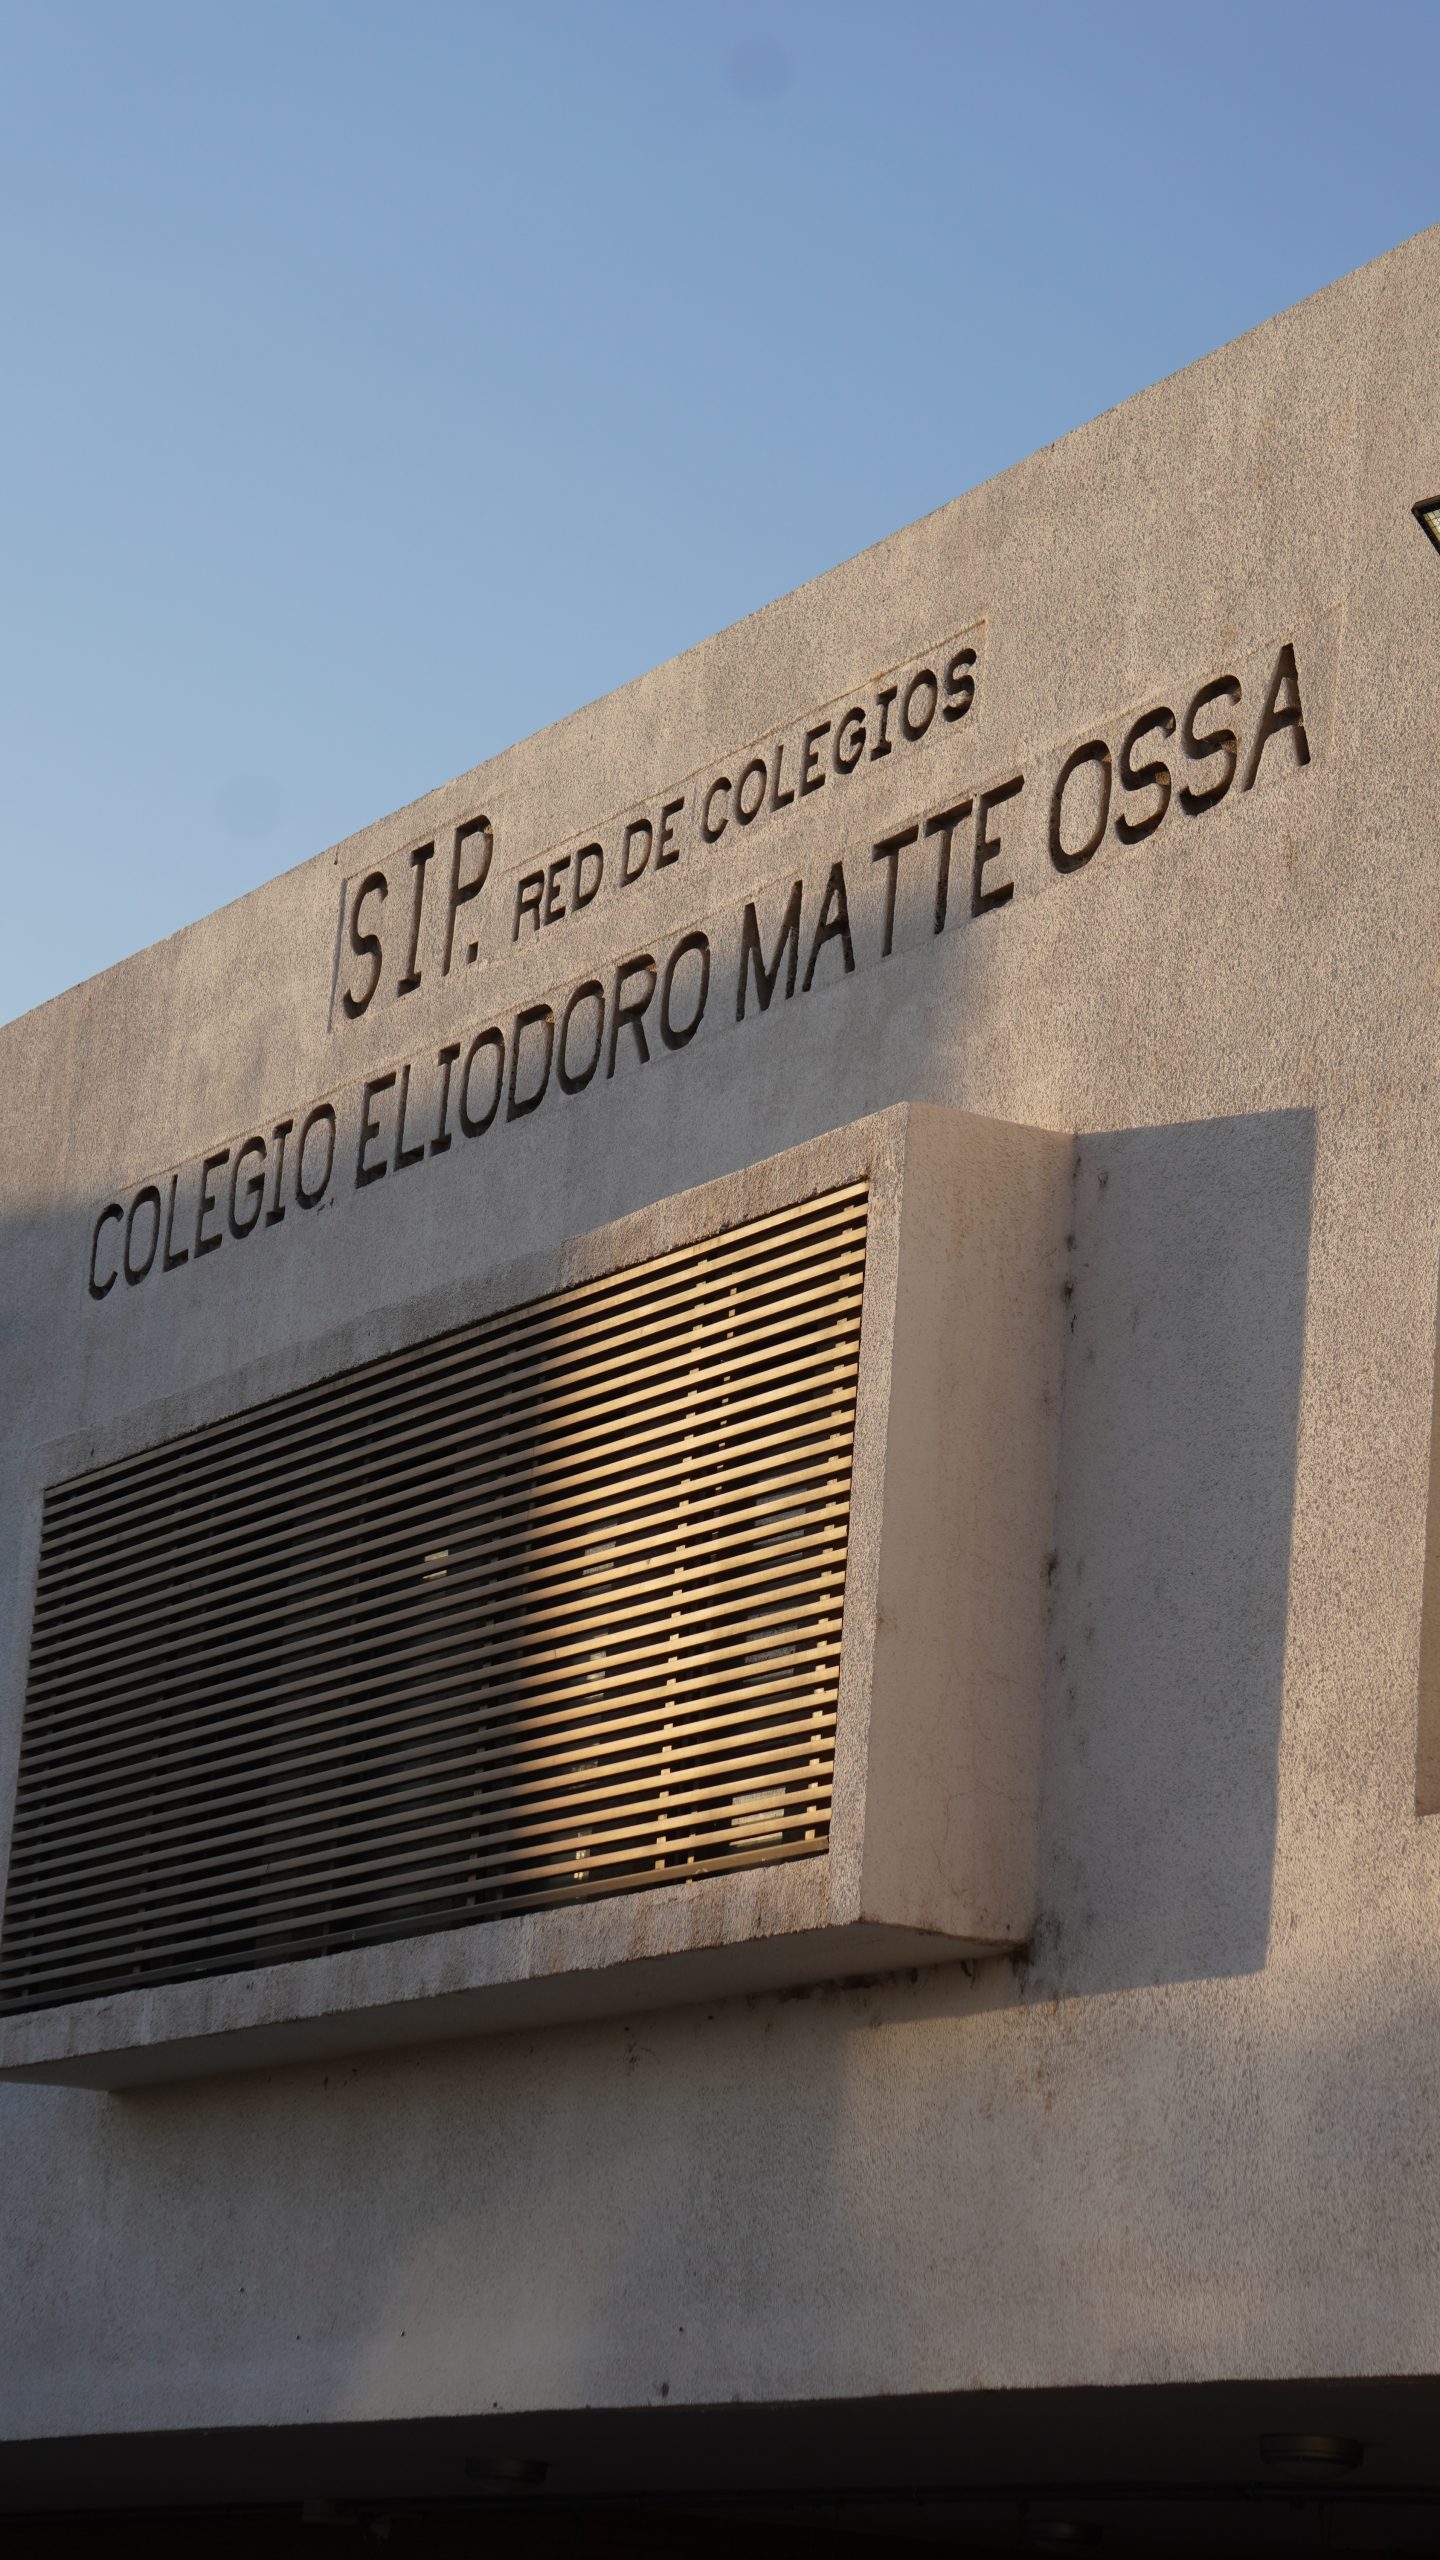 S.I.P. RED DE COLEGIOS
COLEGIO ELIODORO MATTE OSSA